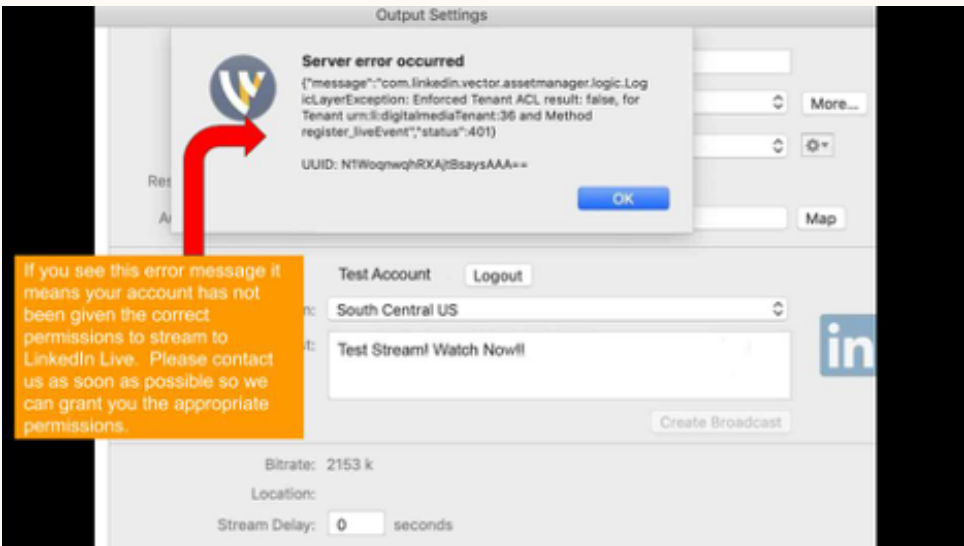 Output Settings
Server error occurred
{"message":"com.linkedin.vector.assetmanager.logic.Log
icLayerException: Enforced Tenant ACL result: false, for
Tenant urn:li:digitalmediaTenant:36 and Method
register_liveEvent","status":401}
UUID: N1WoqnwqhRXAjtBsaysAAA==
OK
More...
Res
A
Map
If you see this error message it
means your account has not
been given the correct
permissions to stream to
LinkedIn Live. Please contact
us as soon as possible so we
can grant you the appropriate
permissions.
Test Account
Logout
n:
South Central US
t:
Test Stream! Watch Now!!
in
Create Broadcast
Bitrate: 2153 k
Location:
Stream Delay: 0 seconds